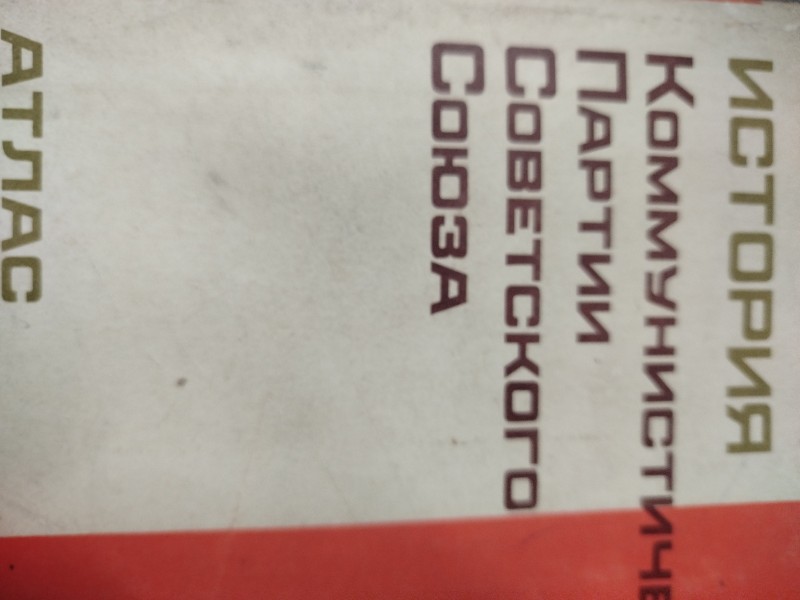 ИСТОРИЯ
КОММУНИСТИЧЕ
ПАРТИИ
СОВЕТСКОГО
СОЮЗА
АТЛАС